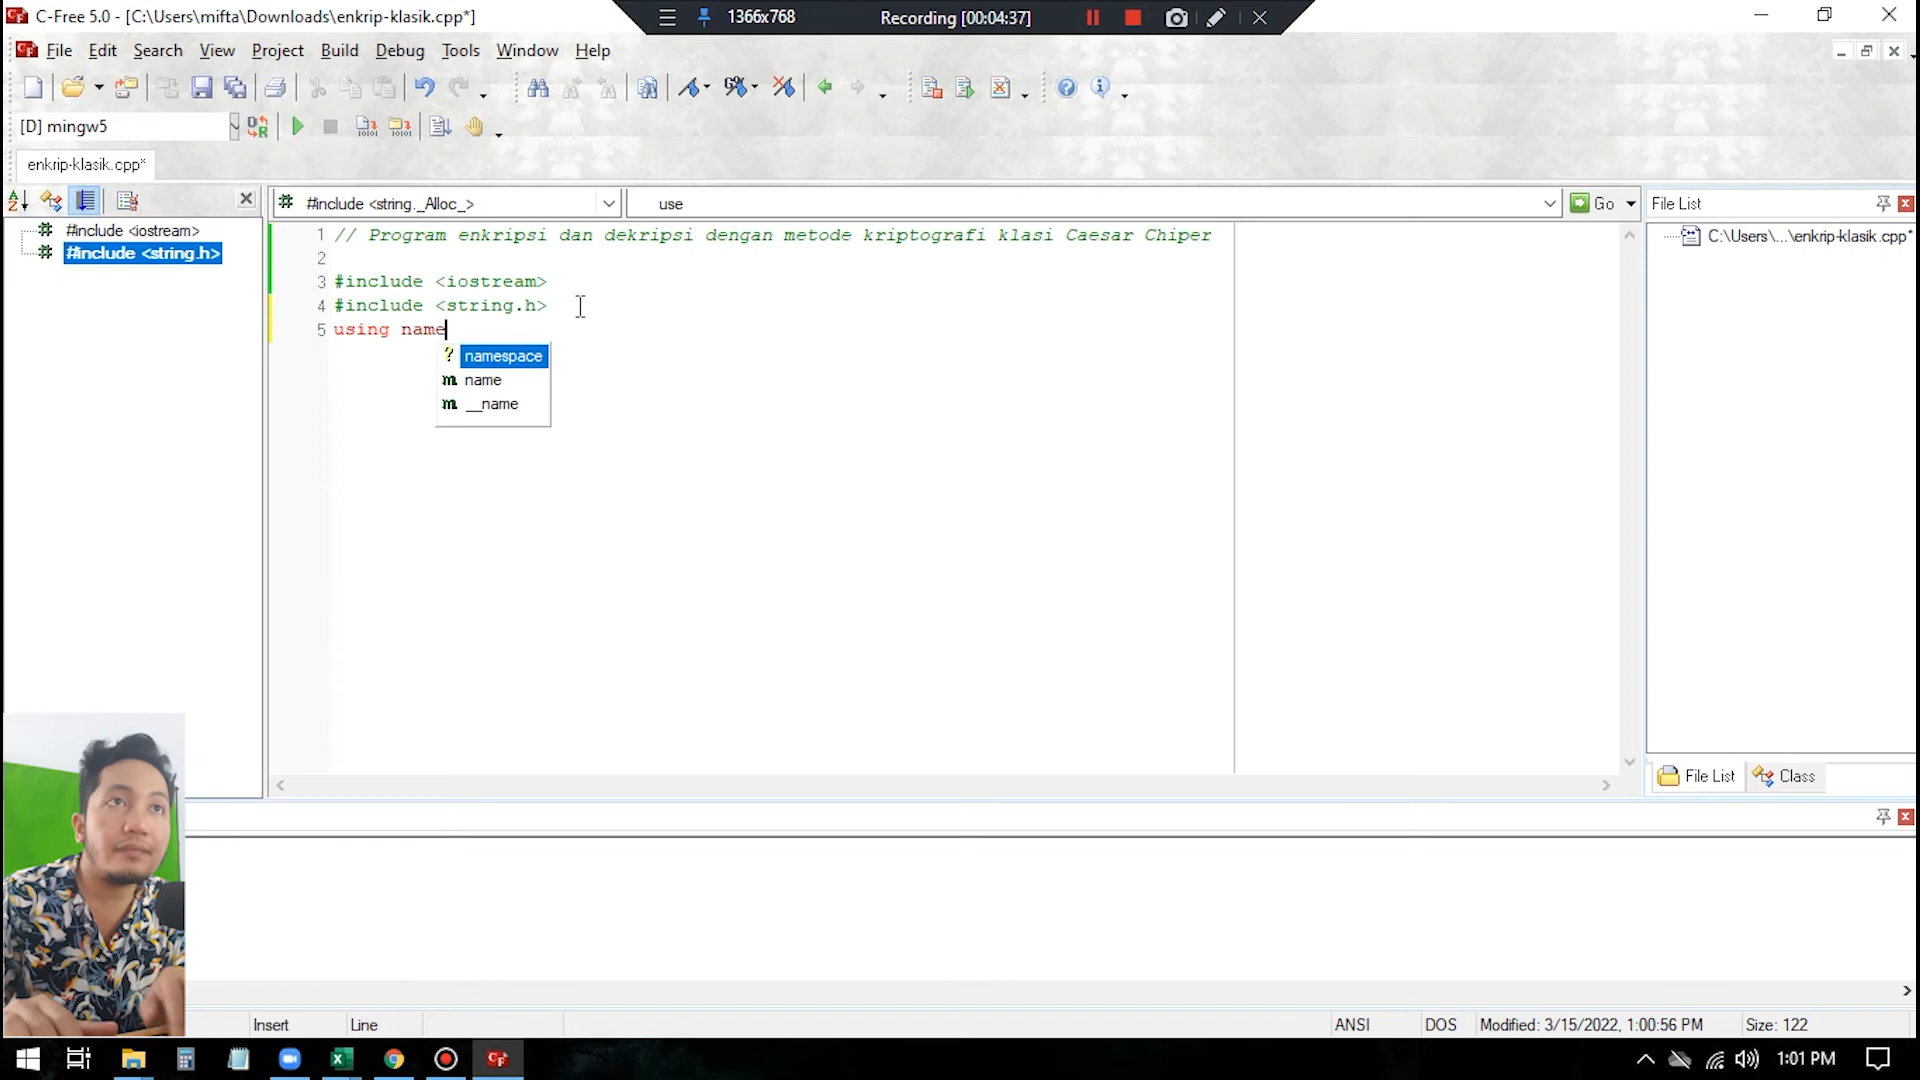 C-Free 5.0 - [C:\Users\mifta\Downloads\enkrip-klasik.cpp*]
1366x768
Recording [00:04:37]
File Edit Search View Project Build Debug Tools Window Help
[D] mingw5
enkrip-klasik.cpp*
#include <string._Alloc_>
use
Go
File List
#include <iostream>
#include <string.h>
C:\Users\...\enkrip-klasik.cpp*
1 // Program enkripsi dan dekripsi dengan metode kriptografi klasi Caesar Chiper
2
3 #include <iostream>
4 #include <string.h>
5 using name
? namespace
m name
m __name
File List
Class
Insert
Line
ANSI
DOS
Modified: 3/15/2022, 1:00:56 PM
Size: 122
1:01 PM